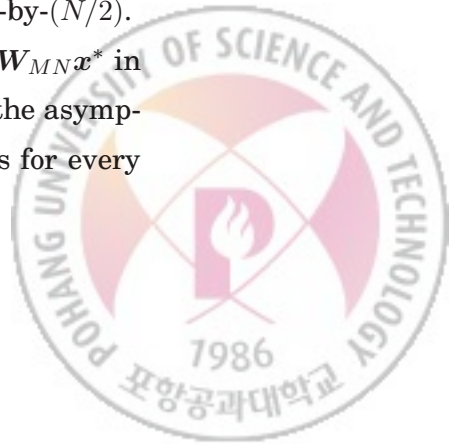 -by-(N/2).
W_{MN}x^* in
the asymp-
s for every
POHANG UNIVERSITY OF SCIENCE AND TECHNOLOGY
1986
포항공과대학교